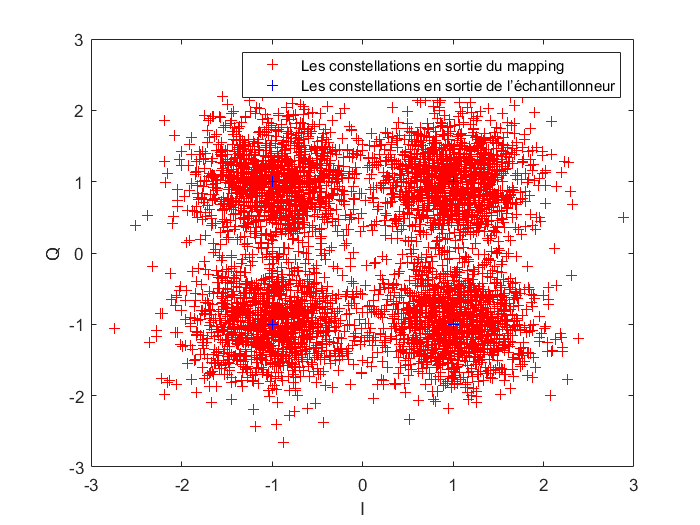 3
2
1
0
-1
-2
-3
Q
Les constellations en sortie du mapping
Les constellations en sortie de l'échantillonneur
-3 -2 -1 0 1 2 3
I